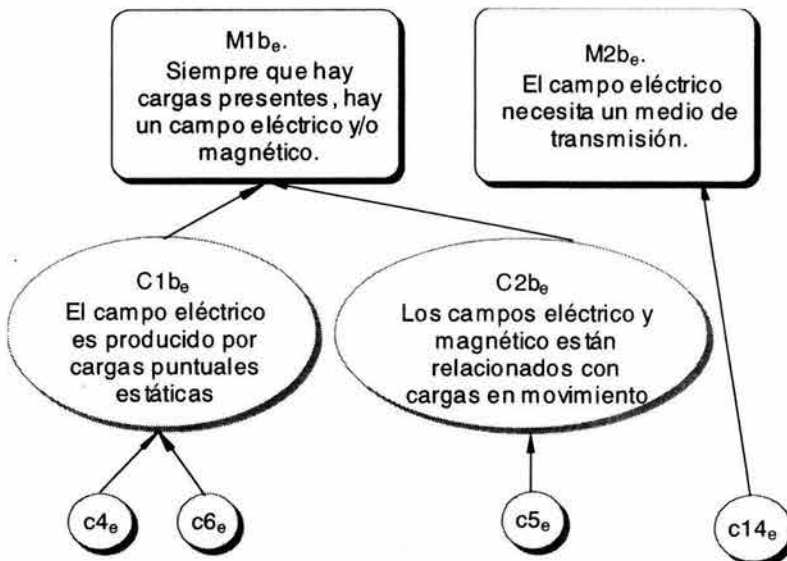 M1bₑ.
Siempre que hay
cargas presentes, hay
un campo eléctrico y/o
magnético.
M2bₑ.
El campo eléctrico
necesita un medio de
transmisión.
C1bₑ
El campo eléctrico
es producido por
cargas puntuales
estáticas
C2bₑ
Los campos eléctrico y
magnético están
relacionados con
cargas en movimiento
c4ₑ
c6ₑ
c5ₑ
c14ₑ